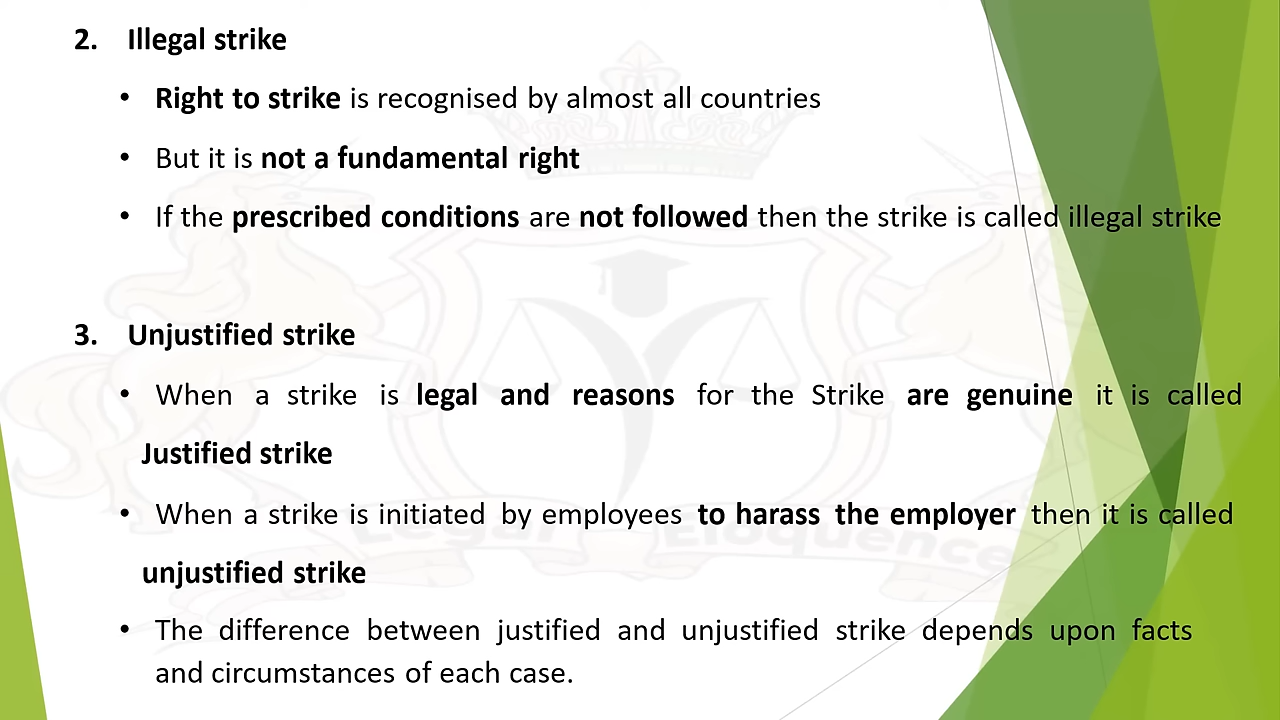 2. Illegal strike
• Right to strike is recognised by almost all countries
• But it is not a fundamental right
• If the prescribed conditions are not followed then the strike is called illegal strike
3. Unjustified strike
• When a strike is legal and reasons for the Strike are genuine it is called
Justified strike
• When a strike is initiated by employees to harass the employer then it is called
unjustified strike
• The difference between justified and unjustified strike depends upon facts
and circumstances of each case.
Legal Eloquence